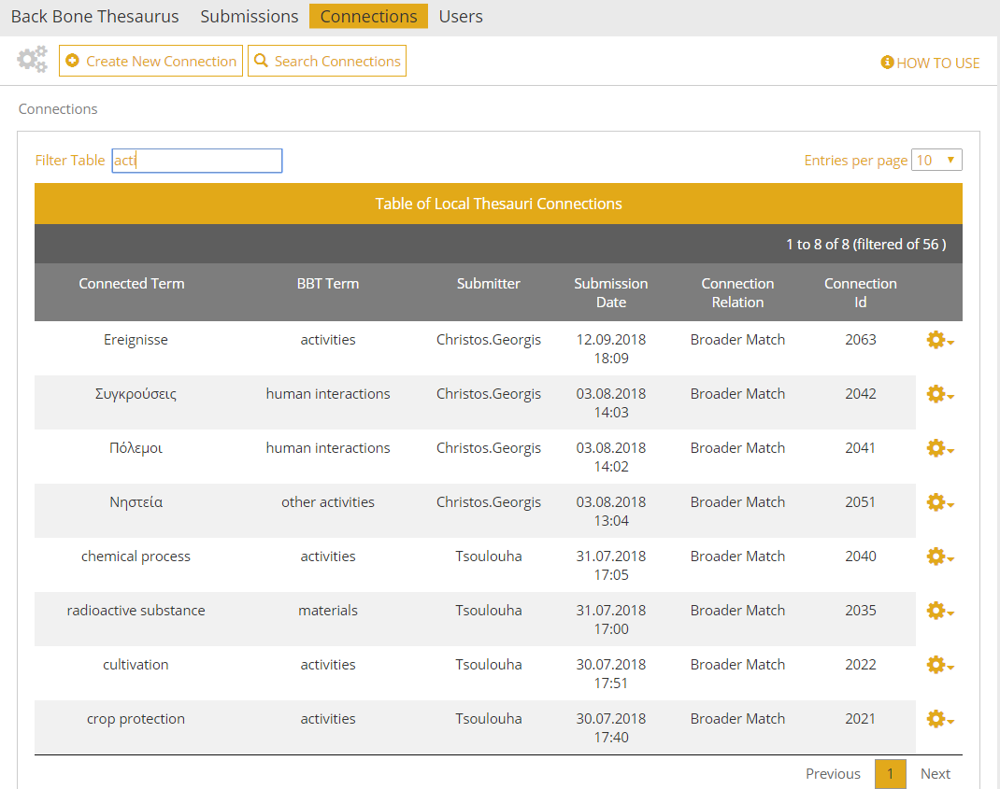 Back Bone Thesaurus Submissions Connections Users
Create New Connection Search Connections HOW TO USE
Connections
Filter Table acti Entries per page 10
Table of Local Thesauri Connections
1 to 8 of 8 (filtered of 56 )
Connected Term BBT Term Submitter Submission Date Connection Relation Connection Id
Ereignisse activities Christos.Georgis 12.09.2018 18:09 Broader Match 2063
Συγκρούσεις human interactions Christos.Georgis 03.08.2018 14:03 Broader Match 2042
Πόλεμοι human interactions Christos.Georgis 03.08.2018 14:02 Broader Match 2041
Νηστεία other activities Christos.Georgis 03.08.2018 13:04 Broader Match 2051
chemical process activities Tsoulouha 31.07.2018 17:05 Broader Match 2040
radioactive substance materials Tsoulouha 31.07.2018 17:00 Broader Match 2035
cultivation activities Tsoulouha 30.07.2018 17:51 Broader Match 2022
crop protection activities Tsoulouha 30.07.2018 17:40 Broader Match 2021
Previous 1 Next